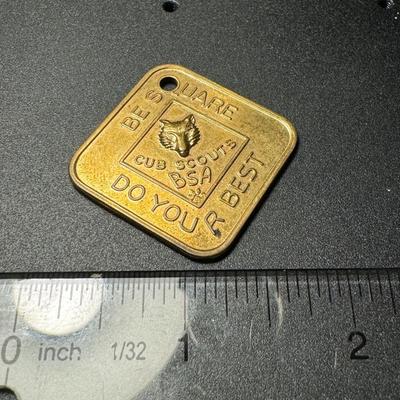 BE SQUARE
CUB SCOUTS
BSA
DO YOUR BEST
0 inch 1/32 1 2